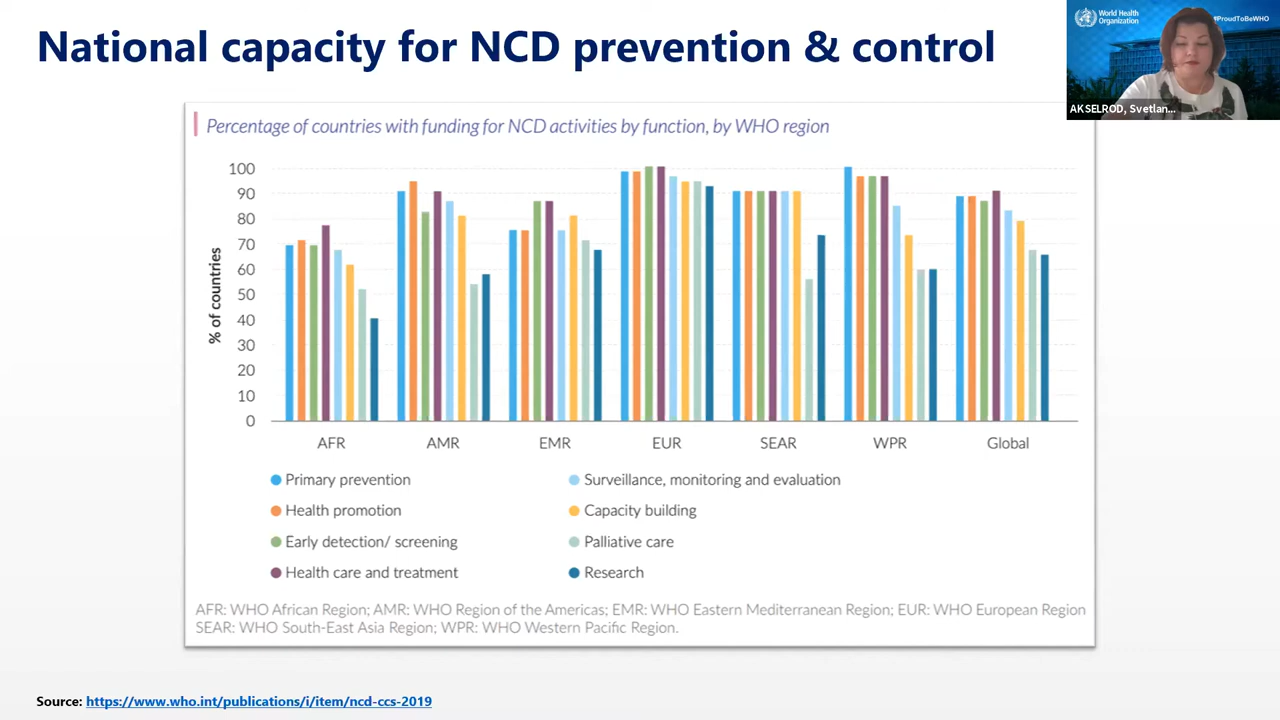 National capacity for NCD prevention & control
World Health
Organization
#ProudToBeWHO
AKSELROD, Svetlan...
Percentage of countries with funding for NCD activities by function, by WHO region
100
90
80
70
60
50
40
30
20
10
0
% of countries
AFR
AMR
EMR
EUR
SEAR
WPR
Global
Primary prevention
Health promotion
Early detection/ screening
Health care and treatment
Surveillance, monitoring and evaluation
Capacity building
Palliative care
Research
AFR: WHO African Region; AMR: WHO Region of the Americas; EMR: WHO Eastern Mediterranean Region; EUR: WHO European Region
SEAR: WHO South-East Asia Region; WPR: WHO Western Pacific Region.
Source: https://www.who.int/publications/i/item/ncd-ccs-2019